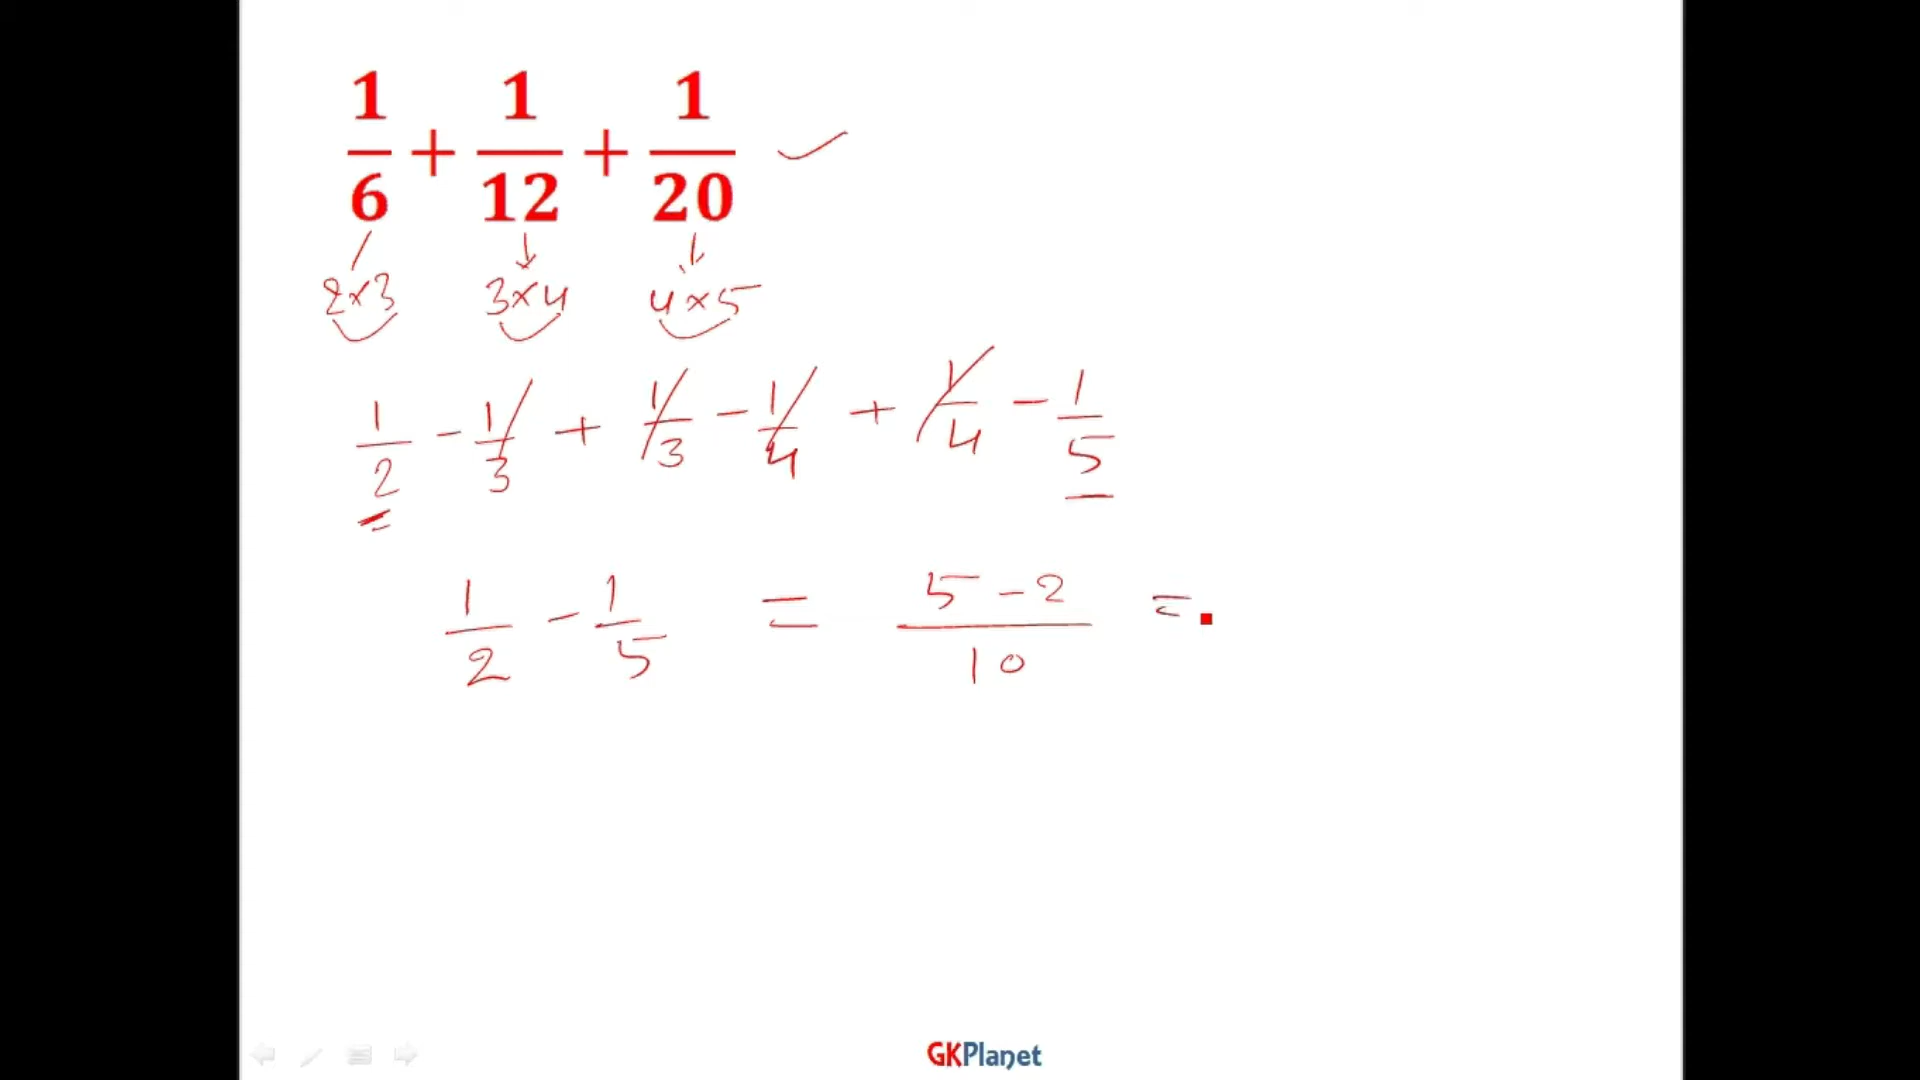 1/6 + 1/12 + 1/20
2×3 3×4 4×5
1/2 - 1/3 + 1/3 - 1/4 + 1/4 - 1/5
1/2 - 1/5 = 5-2/10 =
GKPlanet